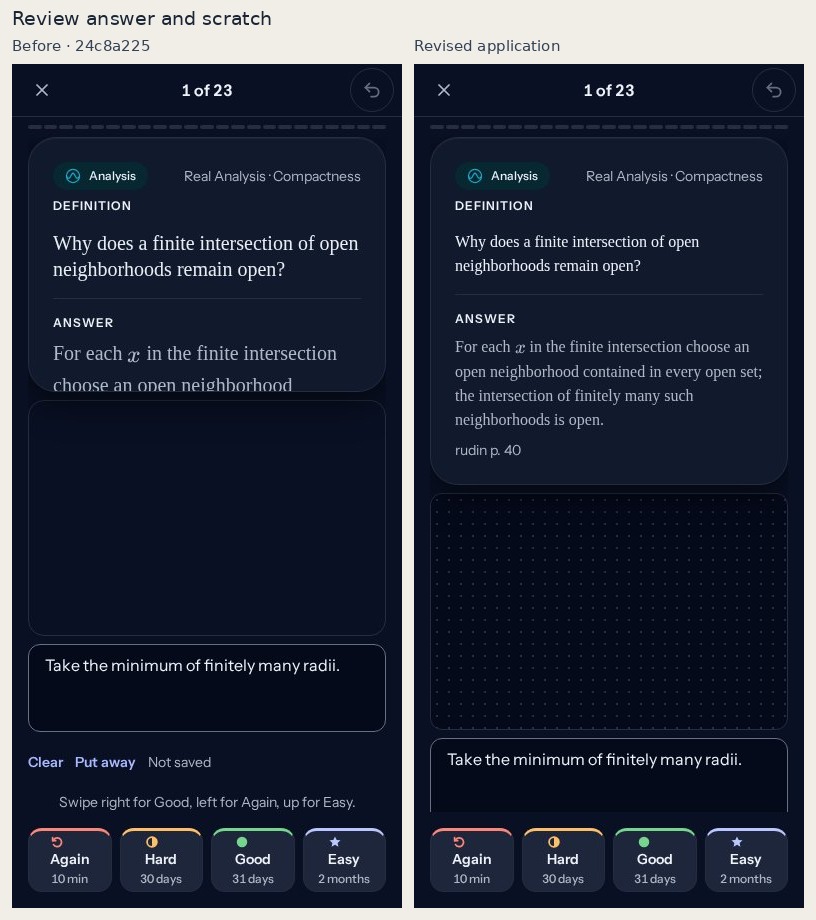 Review answer and scratch
Before · 24c8a225
1 of 23
Analysis
Real Analysis · Compactness
DEFINITION
Why does a finite intersection of open
neighborhoods remain open?
ANSWER
For each x in the finite intersection
choose an open neighborhood
Take the minimum of finitely many radii.
Clear Put away Not saved
Swipe right for Good, left for Again, up for Easy.
Again
10 min
Hard
30 days
Good
31 days
Easy
2 months
Revised application
1 of 23
Analysis
Real Analysis · Compactness
DEFINITION
Why does a finite intersection of open
neighborhoods remain open?
ANSWER
For each x in the finite intersection choose an
open neighborhood contained in every open set;
the intersection of finitely many such
neighborhoods is open.
rudin p. 40
Take the minimum of finitely many radii.
Again
10 min
Hard
30 days
Good
31 days
Easy
2 months